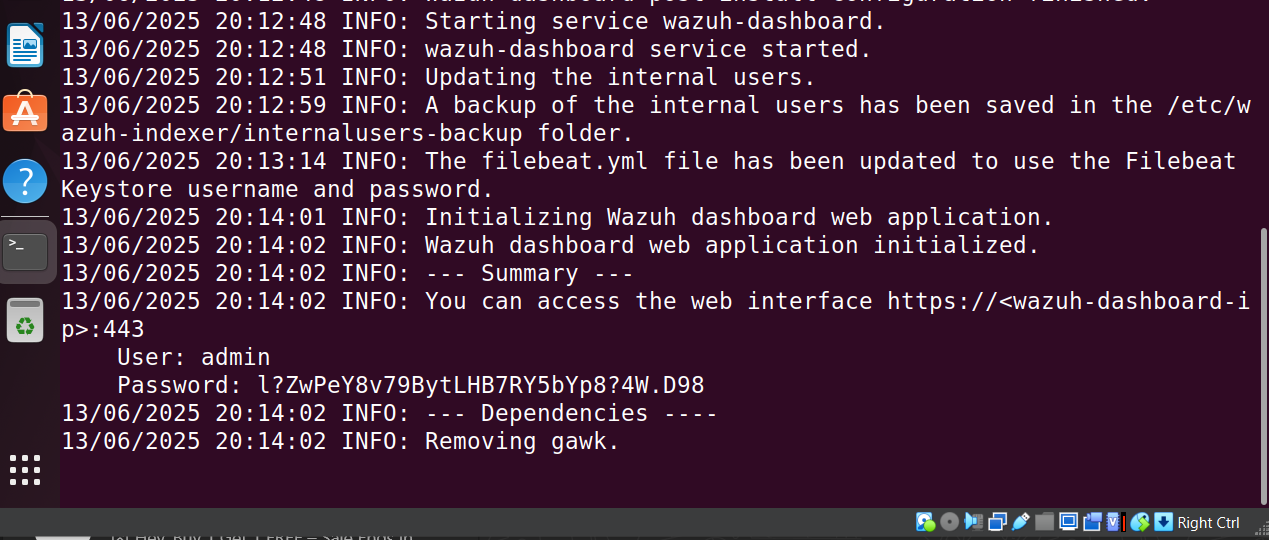 13/06/2025 20:12:48 INFO: Starting service wazuh-dashboard.
13/06/2025 20:12:48 INFO: wazuh-dashboard service started.
13/06/2025 20:12:51 INFO: Updating the internal users.
13/06/2025 20:12:59 INFO: A backup of the internal users has been saved in the /etc/w
azuh-indexer/internalusers-backup folder.
13/06/2025 20:13:14 INFO: The filebeat.yml file has been updated to use the Filebeat
Keystore username and password.
13/06/2025 20:14:01 INFO: Initializing Wazuh dashboard web application.
13/06/2025 20:14:02 INFO: Wazuh dashboard web application initialized.
13/06/2025 20:14:02 INFO: --- Summary ---
13/06/2025 20:14:02 INFO: You can access the web interface https://<wazuh-dashboard-i
p>:443
    User: admin
    Password: l?ZwPeY8v79BytLHB7RY5bYp8?4W.D98
13/06/2025 20:14:02 INFO: --- Dependencies ----
13/06/2025 20:14:02 INFO: Removing gawk.
Right Ctrl